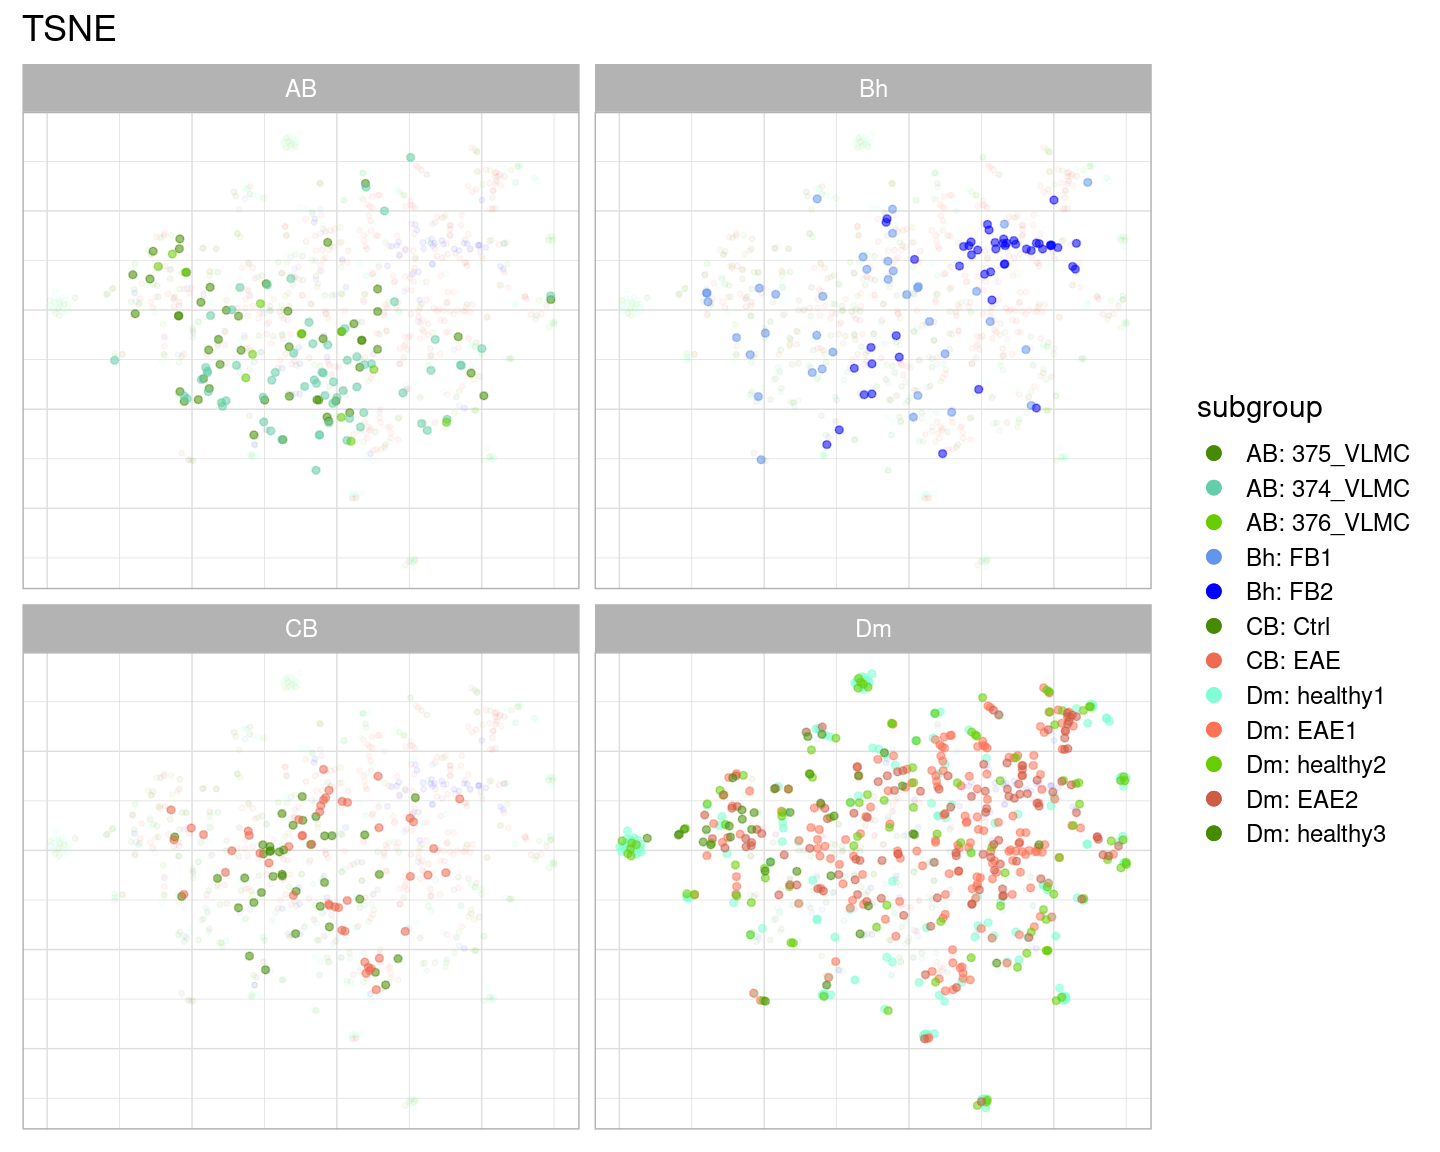 TSNE
AB
Bh
CB
Dm
subgroup
AB: 375_VLMC
AB: 374_VLMC
AB: 376_VLMC
Bh: FB1
Bh: FB2
CB: Ctrl
CB: EAE
Dm: healthy1
Dm: EAE1
Dm: healthy2
Dm: EAE2
Dm: healthy3